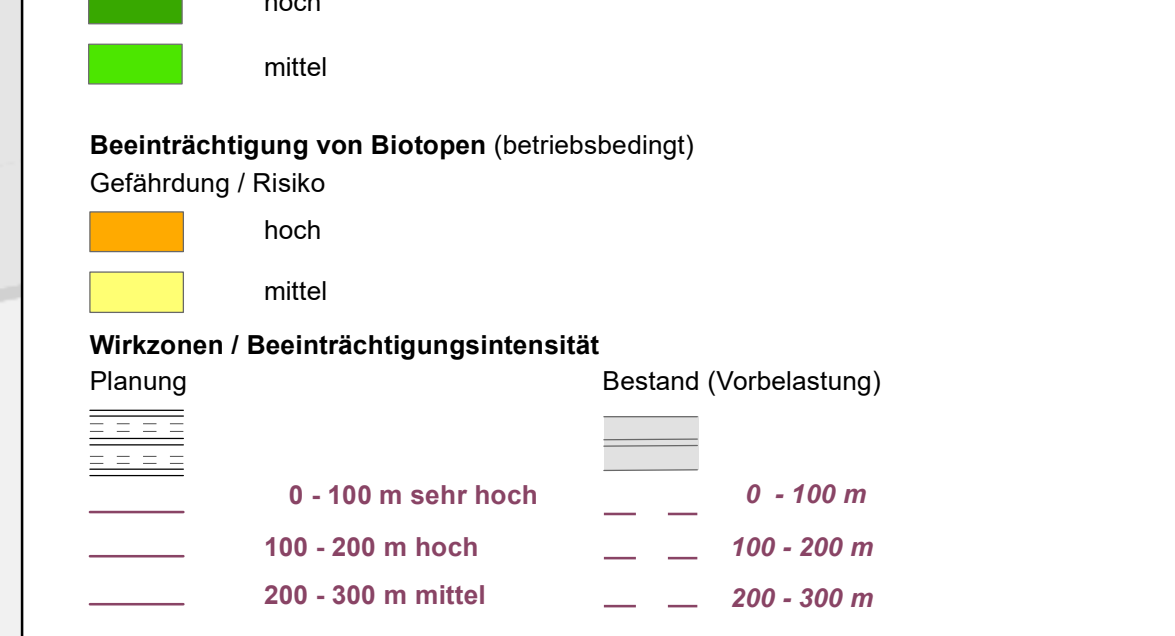 hoch
mittel
Beeinträchtigung von Biotopen (betriebsbedingt)
Gefährdung / Risiko
hoch
mittel
Wirkzonen / Beeinträchtigungsintensität
Planung Bestand (Vorbelastung)
0 - 100 m sehr hoch 0 - 100 m
100 - 200 m hoch 100 - 200 m
200 - 300 m mittel 200 - 300 m